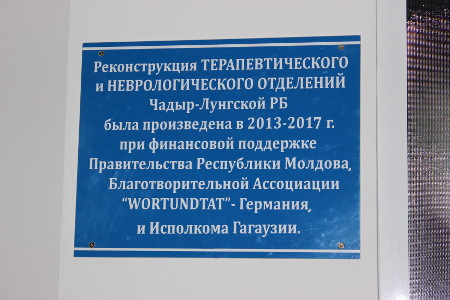 Реконструкция ТЕРАПЕВТИЧЕСКОГО
и НЕВРОЛОГИЧЕСКОГО ОТДЕЛЕНИЙ
Чадыр-Лунгской РБ
была произведена в 2013-2017 г.
при финансовой поддержке
Правительства Республики Молдова,
Благотворительной Ассоциации
“WORTUNDTAT”- Германия,
и Исполкома Гагаузии.